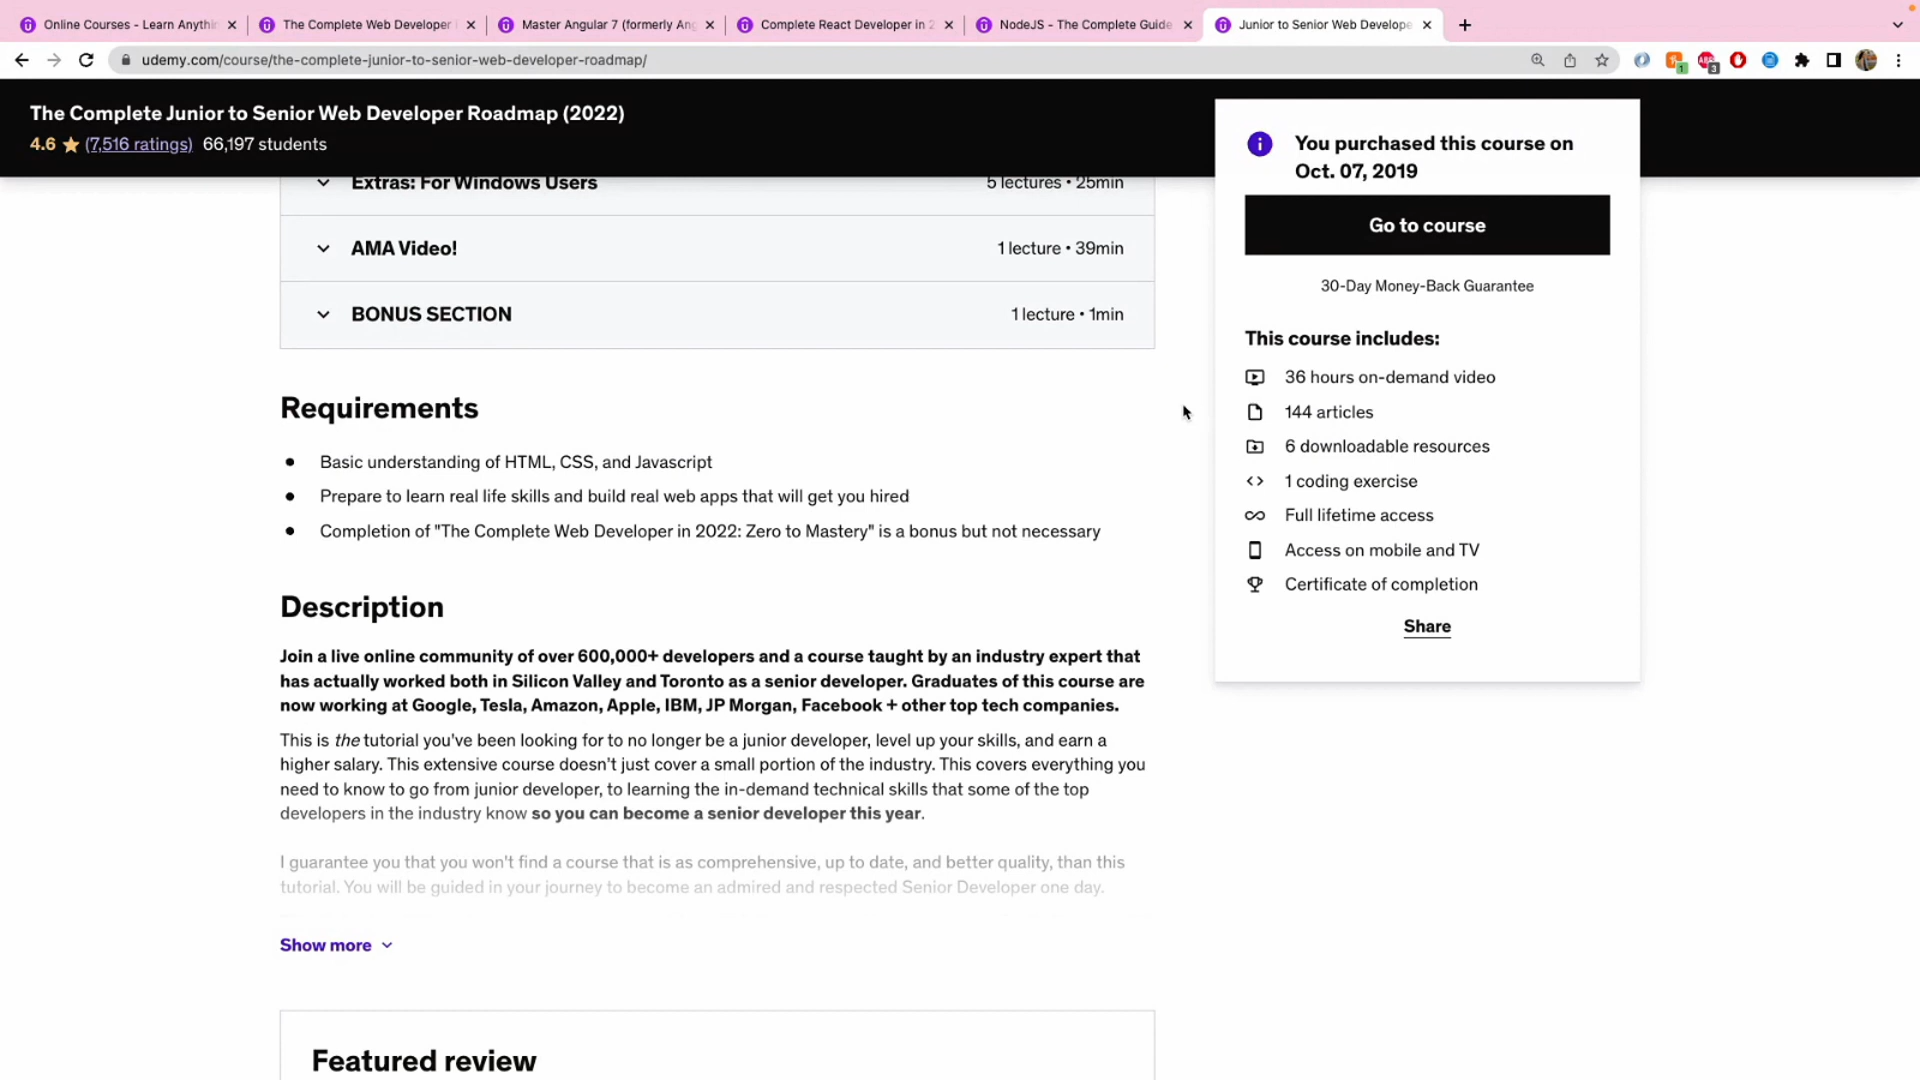 Online Courses - Learn Anythin
The Complete Web Developer i
Master Angular 7 (formerly Ang
Complete React Developer in 2
NodeJS - The Complete Guide
Junior to Senior Web Develope
udemy.com/course/the-complete-junior-to-senior-web-developer-roadmap/
1
3
The Complete Junior to Senior Web Developer Roadmap (2022)
4.6 (7,516 ratings) 66,197 students
Extras: For Windows Users
5 lectures • 25min
AMA Video!
1 lecture • 39min
BONUS SECTION
1 lecture • 1min
Requirements
Basic understanding of HTML, CSS, and Javascript
Prepare to learn real life skills and build real web apps that will get you hired
Completion of "The Complete Web Developer in 2022: Zero to Mastery" is a bonus but not necessary
Description
Join a live online community of over 600,000+ developers and a course taught by an industry expert that
has actually worked both in Silicon Valley and Toronto as a senior developer. Graduates of this course are
now working at Google, Tesla, Amazon, Apple, IBM, JP Morgan, Facebook + other top tech companies.
This is the tutorial you've been looking for to no longer be a junior developer, level up your skills, and earn a
higher salary. This extensive course doesn't just cover a small portion of the industry. This covers everything you
need to know to go from junior developer, to learning the in-demand technical skills that some of the top
developers in the industry know so you can become a senior developer this year.
I guarantee you that you won't find a course that is as comprehensive, up to date, and better quality, than this
tutorial. You will be guided in your journey to become an admired and respected Senior Developer one day.
Show more
Featured review
You purchased this course on
Oct. 07, 2019
Go to course
30-Day Money-Back Guarantee
This course includes:
36 hours on-demand video
144 articles
6 downloadable resources
1 coding exercise
Full lifetime access
Access on mobile and TV
Certificate of completion
Share